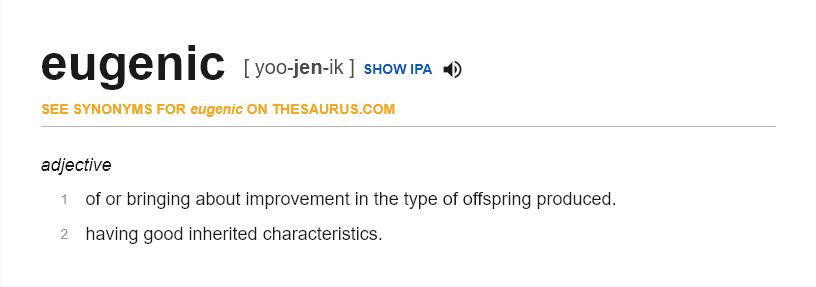 eugenic [ yoo-jen-ik ] SHOW IPA
SEE SYNONYMS FOR eugenic ON THESAURUS.COM
adjective
1 of or bringing about improvement in the type of offspring produced.
2 having good inherited characteristics.